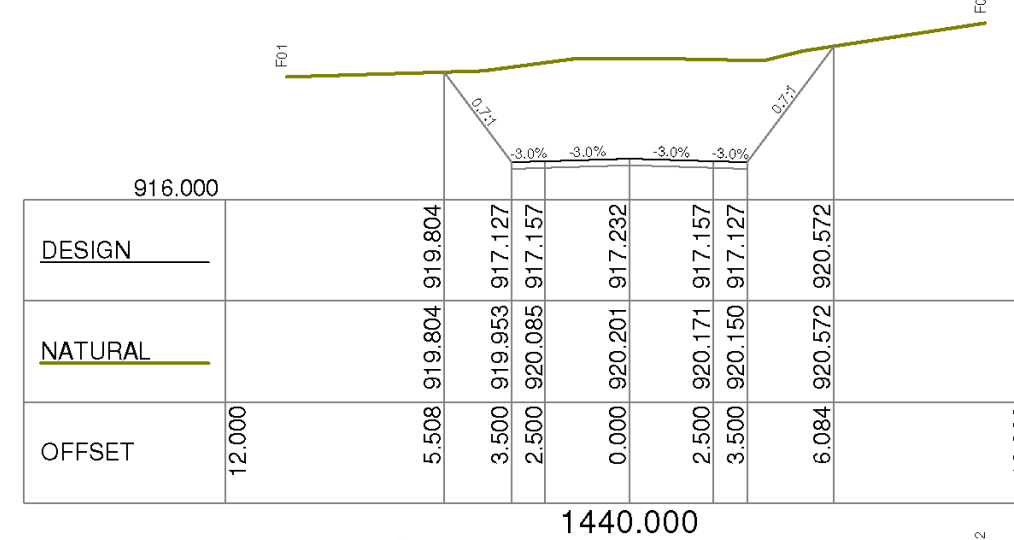 F01
0.7:1
0.7:1
-3.0% -3.0% -3.0% -3.0%
916.000
DESIGN 919.804 917.127 917.157 917.232 917.157 917.127 920.572
NATURAL 919.804 919.953 920.085 920.201 920.171 920.150 920.572
OFFSET 12.000 5.508 3.500 2.500 0.000 2.500 3.500 6.084
1440.000
2